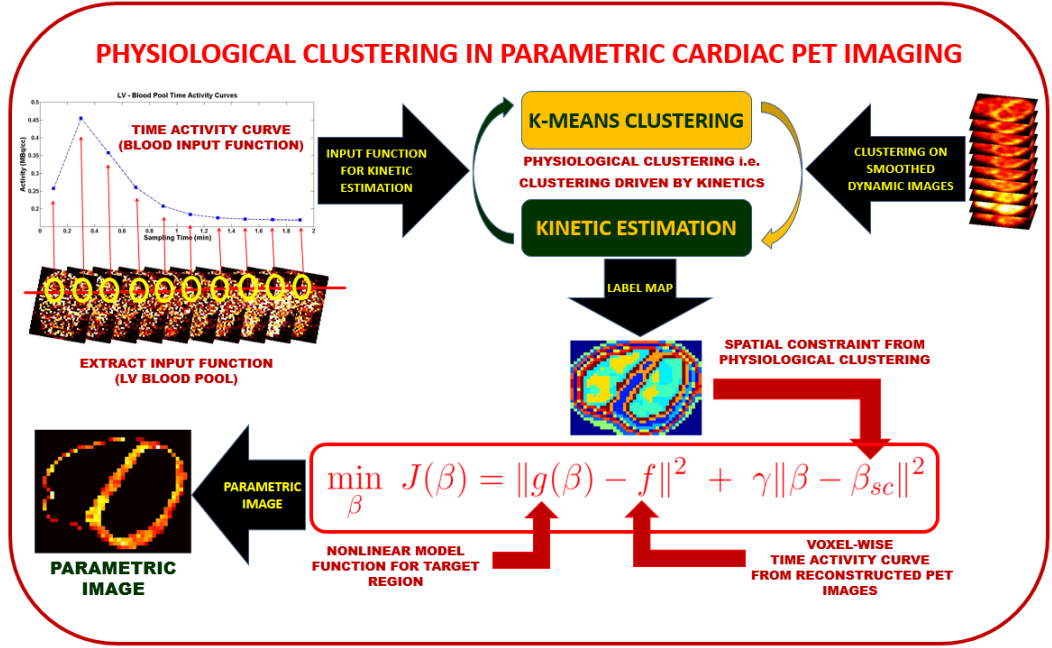 PHYSIOLOGICAL CLUSTERING IN PARAMETRIC CARDIAC PET IMAGING
LV - Blood Pool Time Activity Curves
TIME ACTIVITY CURVE
(BLOOD INPUT FUNCTION)
Activity (MBq/cc)
0.5
0.45
0.4
0.35
0.3
0.25
0.2
0 0.2 0.4 0.6 0.8 1 1.2 1.4 1.6 1.8 2
Sampling Time (min)
EXTRACT INPUT FUNCTION
(LV BLOOD POOL)
INPUT FUNCTION
FOR KINETIC
ESTIMATION
K-MEANS CLUSTERING
PHYSIOLOGICAL CLUSTERING i.e.
CLUSTERING DRIVEN BY KINETICS
KINETIC ESTIMATION
CLUSTERING ON
SMOOTHED
DYNAMIC IMAGES
LABEL MAP
SPATIAL CONSTRAINT FROM
PHYSIOLOGICAL CLUSTERING
min_β J(β) = ‖g(β) − f‖² + γ‖β − β_sc‖²
PARAMETRIC
IMAGE
PARAMETRIC
IMAGE
NONLINEAR MODEL
FUNCTION FOR TARGET
REGION
VOXEL-WISE
TIME ACTIVITY CURVE
FROM RECONSTRUCTED PET
IMAGES